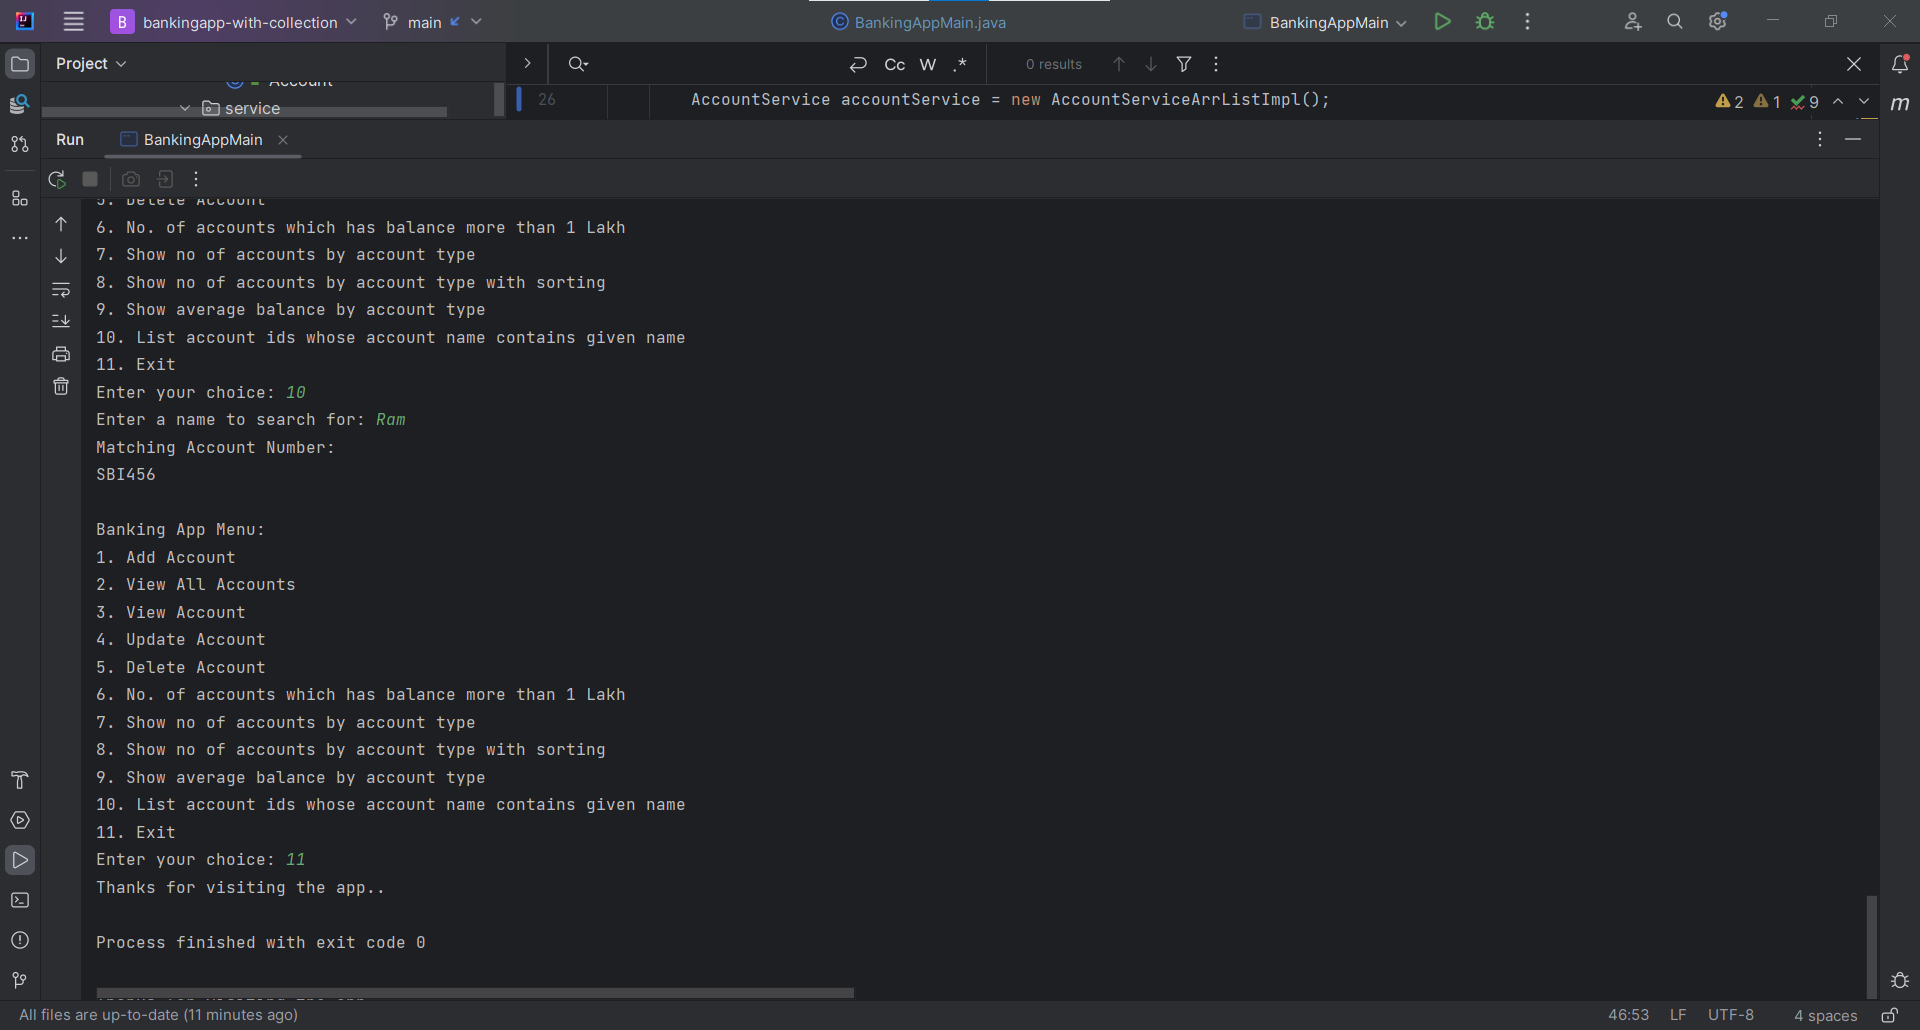 B bankingapp-with-collection main BankingAppMain.java BankingAppMain
Project Cc W .* 0 results
Account
service
26 AccountService accountService = new AccountServiceArrListImpl(); 2 1 9 m
Run BankingAppMain
5. Delete Account
6. No. of accounts which has balance more than 1 Lakh
7. Show no of accounts by account type
8. Show no of accounts by account type with sorting
9. Show average balance by account type
10. List account ids whose account name contains given name
11. Exit
Enter your choice: 10
Enter a name to search for: Ram
Matching Account Number:
SBI456
Banking App Menu:
1. Add Account
2. View All Accounts
3. View Account
4. Update Account
5. Delete Account
6. No. of accounts which has balance more than 1 Lakh
7. Show no of accounts by account type
8. Show no of accounts by account type with sorting
9. Show average balance by account type
10. List account ids whose account name contains given name
11. Exit
Enter your choice: 11
Thanks for visiting the app..
Process finished with exit code 0
All files are up-to-date (11 minutes ago) 46:53 LF UTF-8 4 spaces